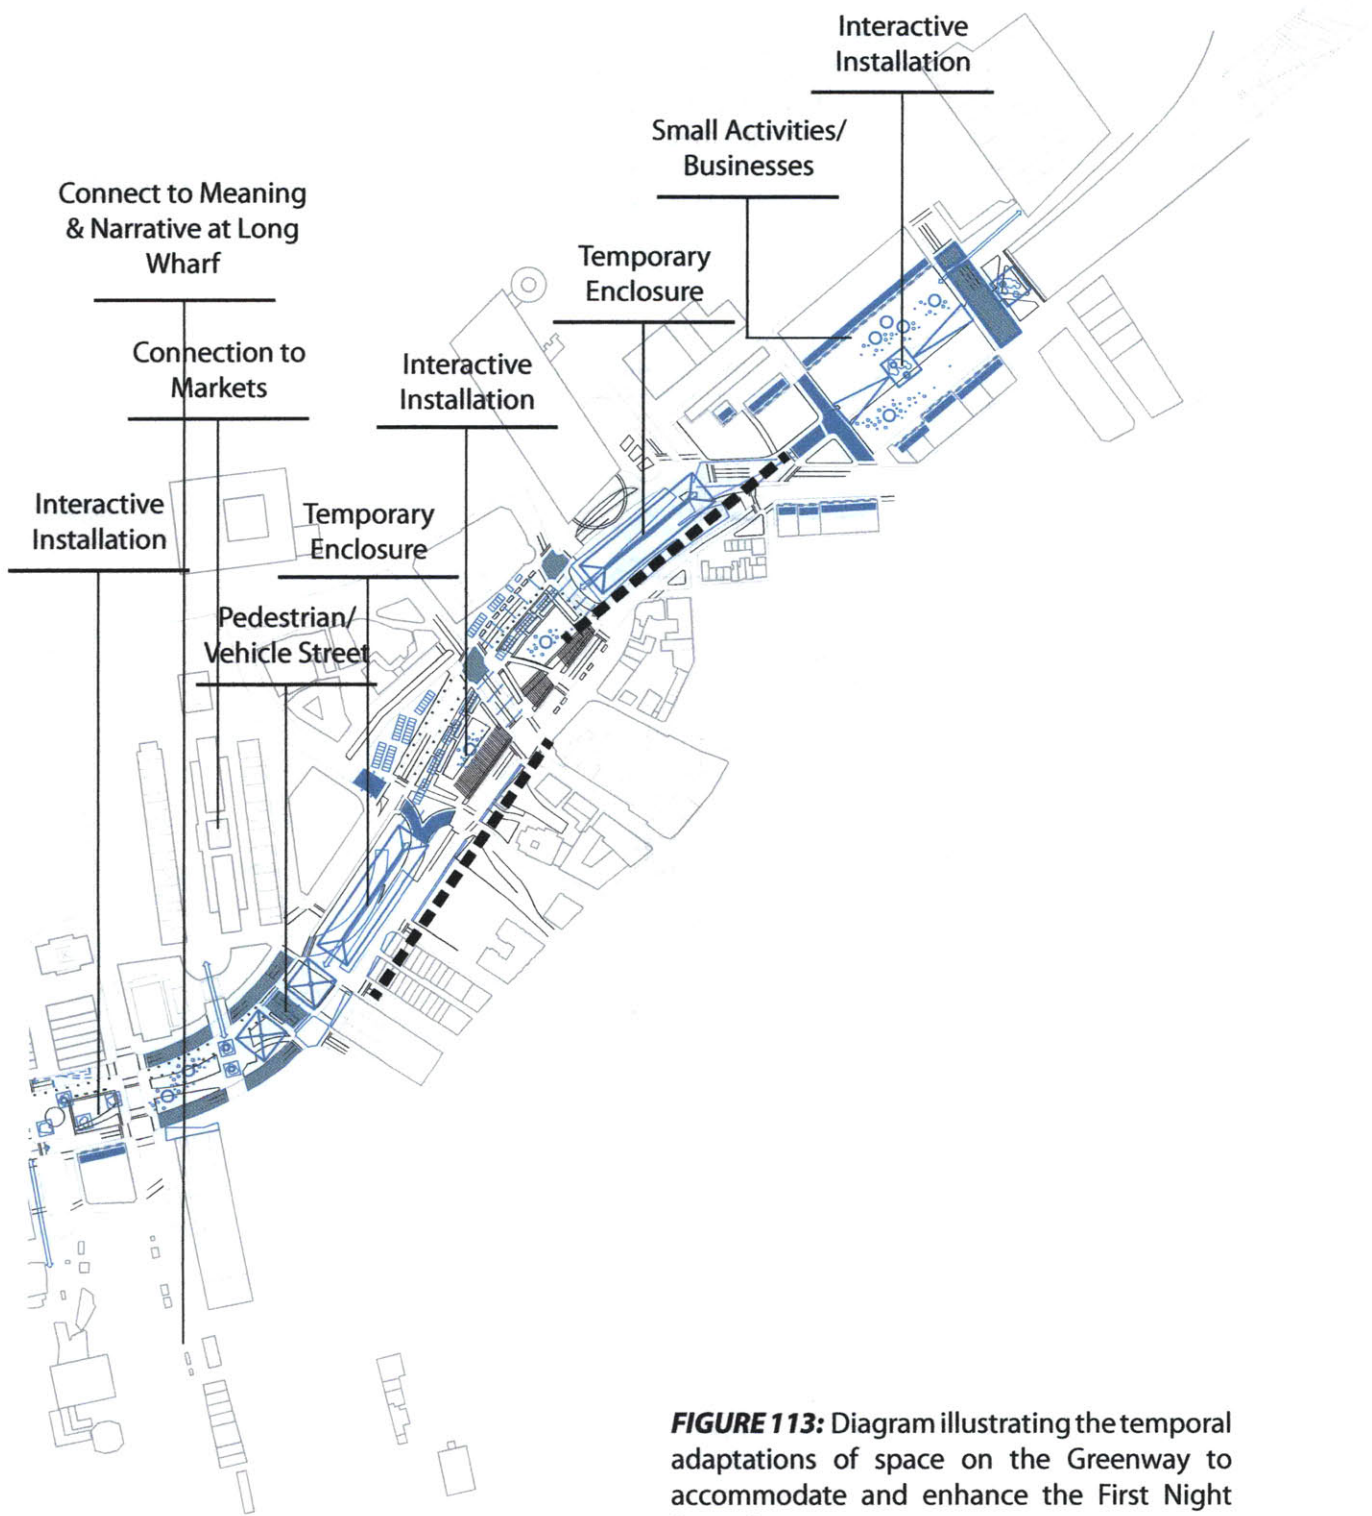 Interactive
Installation
Small Activities/
Businesses
Connect to Meaning
& Narrative at Long
Wharf
Temporary
Enclosure
Connection to
Markets
Interactive
Installation
Interactive
Installation
Temporary
Enclosure
Pedestrian/
Vehicle Street
FIGURE 113: Diagram illustrating the temporal
adaptations of space on the Greenway to
accommodate and enhance the First Night